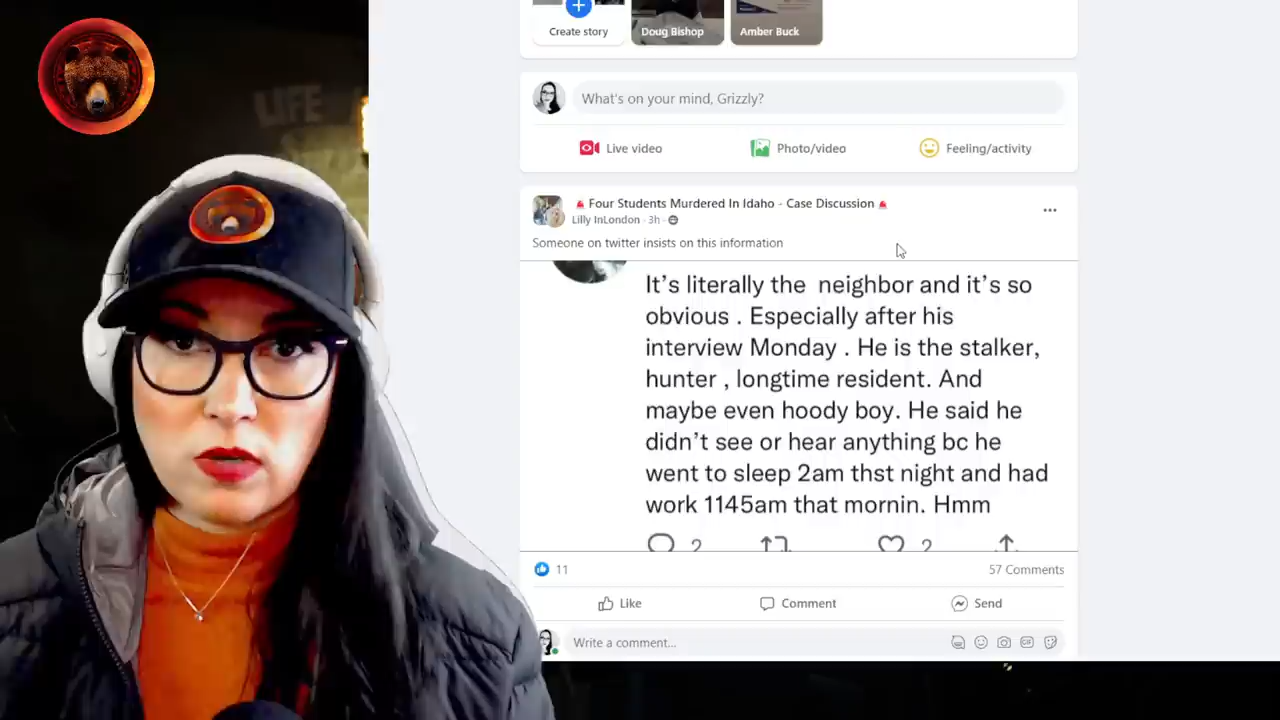 LIFE
Create story
Doug Bishop
Amber Buck
What's on your mind, Grizzly?
Live video
Photo/video
Feeling/activity
Four Students Murdered In Idaho - Case Discussion
Lilly InLondon · 3h ·
Someone on twitter insists on this information
It's literally the neighbor and it's so
obvious . Especially after his
interview Monday . He is the stalker,
hunter , longtime resident. And
maybe even hoody boy. He said he
didn't see or hear anything bc he
went to sleep 2am thst night and had
work 1145am that mornin. Hmm
2
2
11
57 Comments
Like
Comment
Send
Write a comment...
GIF